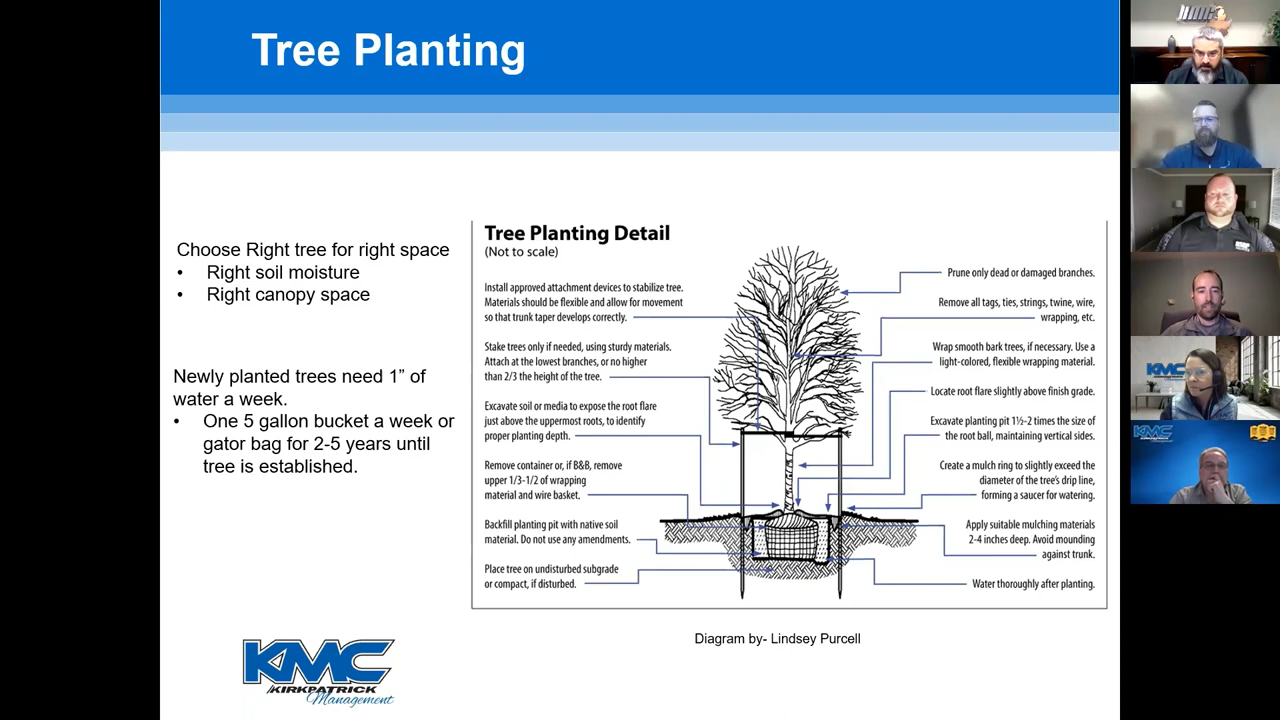 Tree Planting
Choose Right tree for right space
• Right soil moisture
• Right canopy space
Newly planted trees need 1” of
water a week.
• One 5 gallon bucket a week or
gator bag for 2-5 years until
tree is established.
Tree Planting Detail
(Not to scale)
Install approved attachment devices to stabilize tree.
Materials should be flexible and allow for movement
so that trunk taper develops correctly.
Stake trees only if needed, using sturdy materials.
Attach at the lowest branches, or no higher
than 2/3 the height of the tree.
Excavate soil or media to expose the root flare
just above the uppermost roots, to identify
proper planting depth.
Remove container or, if B&B, remove
upper 1/3-1/2 of wrapping
material and wire basket.
Backfill planting pit with native soil
material. Do not use any amendments.
Place tree on undisturbed subgrade
or compact, if disturbed.
Prune only dead or damaged branches.
Remove all tags, ties, strings, twine, wire,
wrapping, etc.
Wrap smooth bark trees, if necessary. Use a
light-colored, flexible wrapping material.
Locate root flare slightly above finish grade.
Excavate planting pit 1½-2 times the size of
the root ball, maintaining vertical sides.
Create a mulch ring to slightly exceed the
diameter of the tree's drip line,
forming a saucer for watering.
Apply suitable mulching materials
2-4 inches deep. Avoid mounding
against trunk.
Water thoroughly after planting.
Diagram by- Lindsey Purcell
KMC
KIRKPATRICK
Management
KMC
KMC